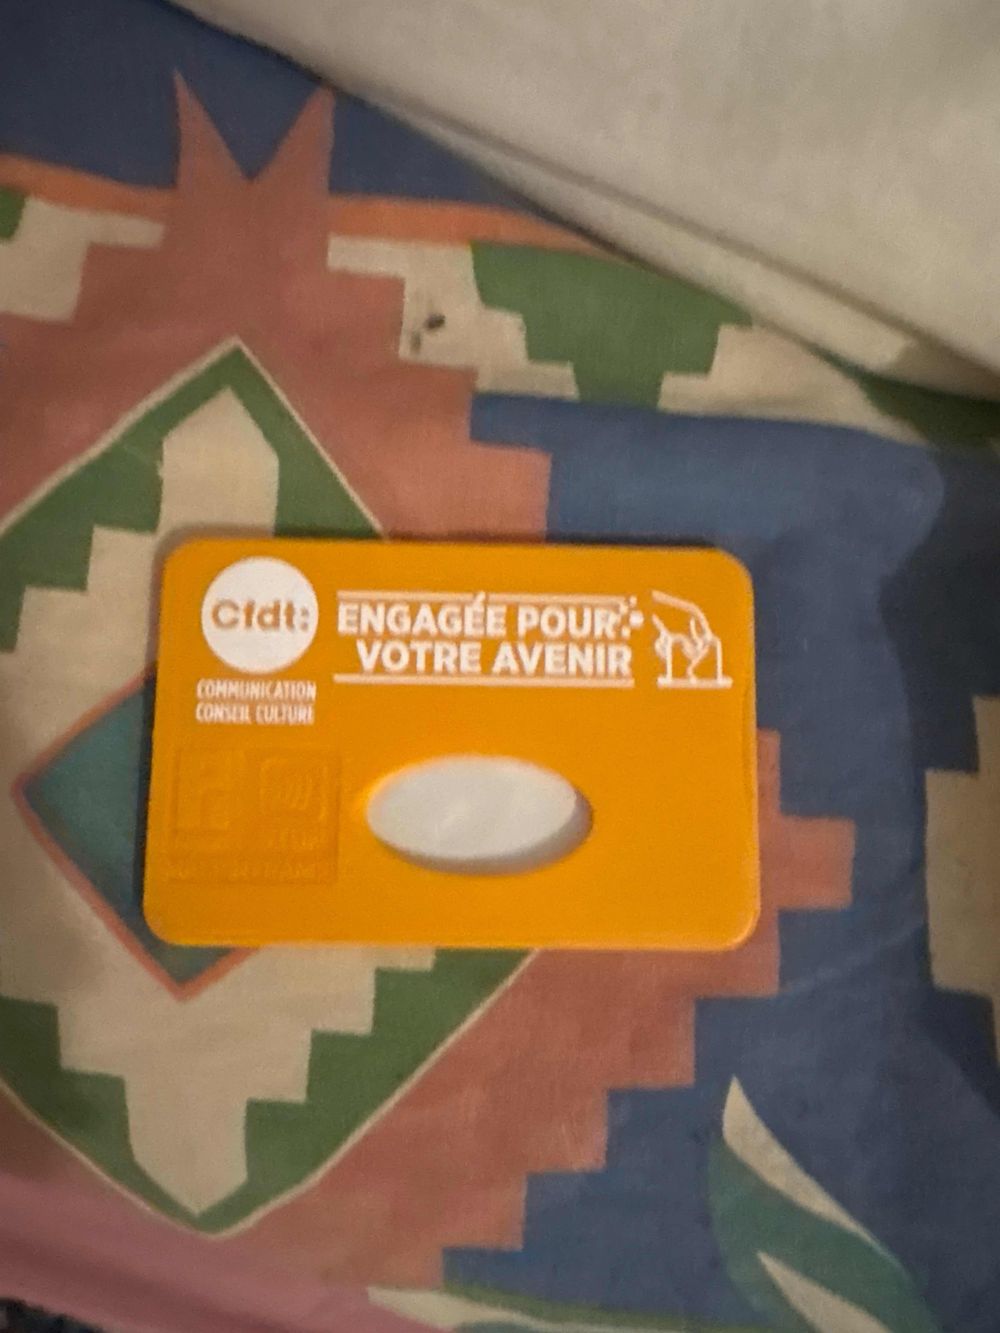 Cfdt:
ENGAGÉE POUR
VOTRE AVENIR
COMMUNICATION
CONSEIL CULTURE